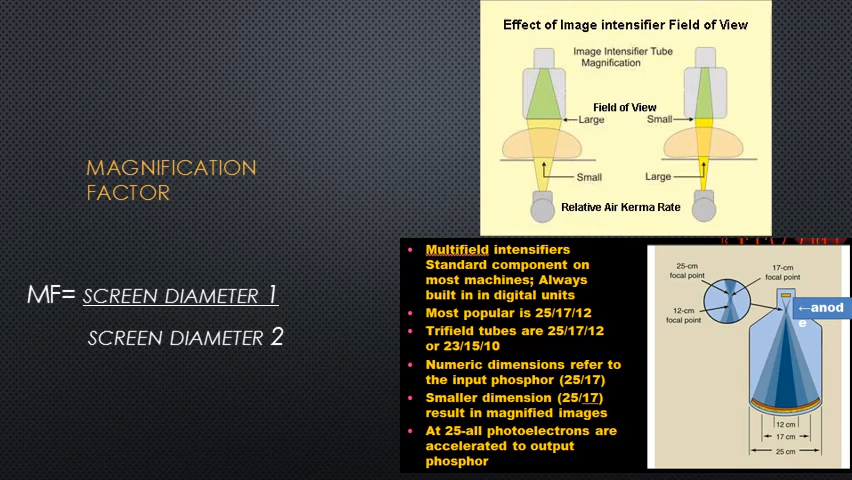 Effect of Image intensifier Field of View
Image Intensifier Tube
Magnification
Field of View
Large
Small
Small
Large
Relative Air Kerma Rate
MAGNIFICATION
FACTOR
MF= SCREEN DIAMETER 1
SCREEN DIAMETER 2
• Multifield intensifiers
Standard component on
most machines; Always
built in in digital units
• Most popular is 25/17/12
• Trifield tubes are 25/17/12
or 23/15/10
• Numeric dimensions refer to
the input phosphor (25/17)
• Smaller dimension (25/17)
result in magnified images
• At 25-all photoelectrons are
accelerated to output
phosphor
25-cm
focal point
17-cm
focal point
12-cm
focal point
←anod
e
12 cm
17 cm
25 cm